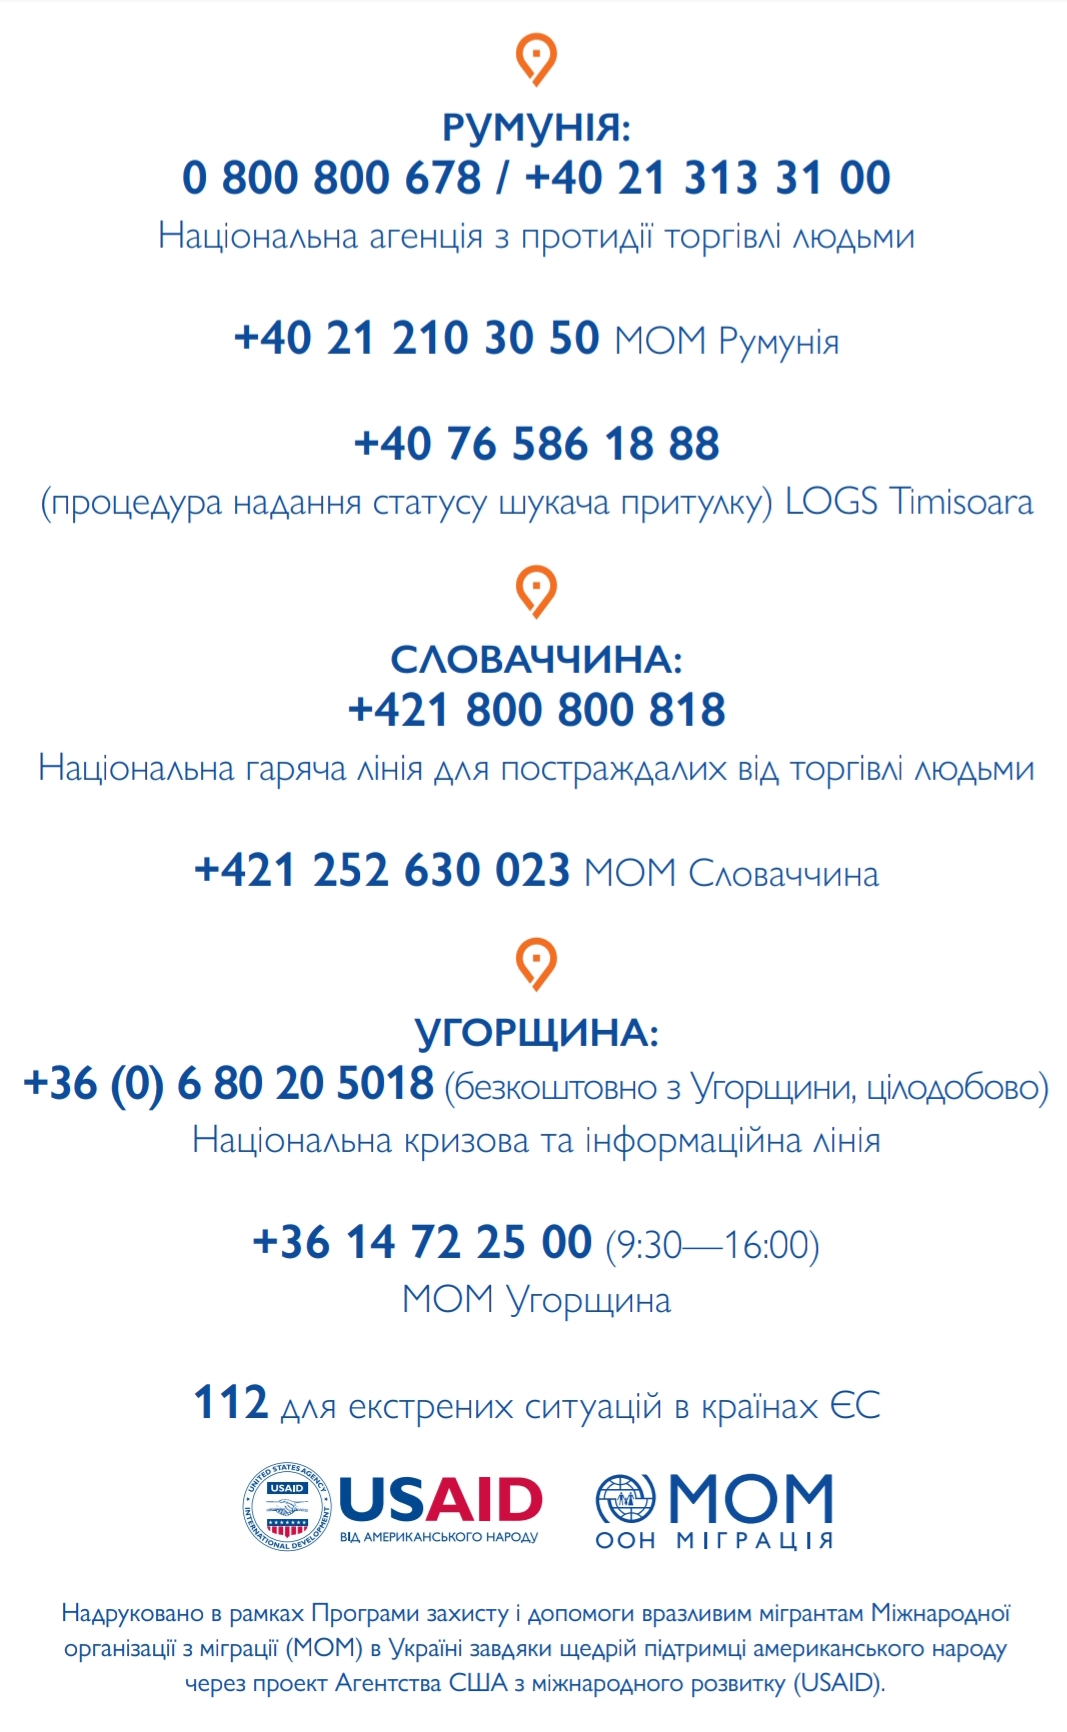 РУМУНІЯ:
0 800 800 678 / +40 21 313 31 00
Національна агенція з протидії торгівлі людьми
+40 21 210 30 50 МОМ Румунія
+40 76 586 18 88
(процедура надання статусу шукача притулку) LOGS Timisoara
СЛОВАЧЧИНА:
+421 800 800 818
Національна гаряча лінія для постраждалих від торгівлі людьми
+421 252 630 023 МОМ Словаччина
УГОРЩИНА:
+36 (0) 6 80 20 5018 (безкоштовно з Угорщини, цілодобово)
Національна кризова та інформаційна лінія
+36 14 72 25 00 (9:30—16:00)
МОМ Угорщина
112 для екстрених ситуацій в країнах ЄС
UNITED STATES AGENCY
USAID
INTERNATIONAL DEVELOPMENT
USAID
ВІД АМЕРИКАНСЬКОГО НАРОДУ
МОМ
ООН МІГРАЦІЯ
Надруковано в рамках Програми захисту і допомоги вразливим мігрантам Міжнародної
організації з міграції (МОМ) в Україні завдяки щедрій підтримці американського народу
через проект Агентства США з міжнародного розвитку (USAID).